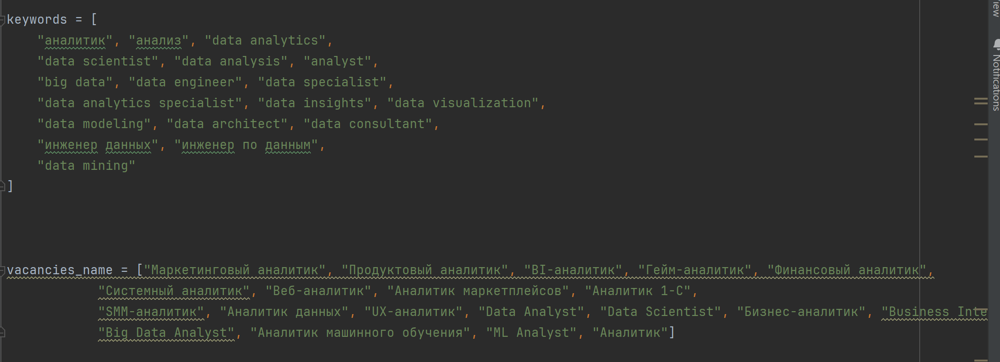 keywords = [
"аналитик", "анализ", "data analytics",
"data scientist", "data analysis", "analyst",
"big data", "data engineer", "data specialist",
"data analytics specialist", "data insights", "data visualization",
"data modeling", "data architect", "data consultant",
"инженер данных", "инженер по данным",
"data mining"
]
vacancies_name = ["Маркетинговый аналитик", "Продуктовый аналитик", "BI-аналитик", "Гейм-аналитик", "Финансовый аналитик",
"Системный аналитик", "Веб-аналитик", "Аналитик маркетплейсов", "Аналитик 1-С",
"SMM-аналитик", "Аналитик данных", "UX-аналитик", "Data Analyst", "Data Scientist", "Бизнес-аналитик", "Business
"Big Data Analyst", "Аналитик машинного обучения", "ML Analyst", "Аналитик"]
Notifications